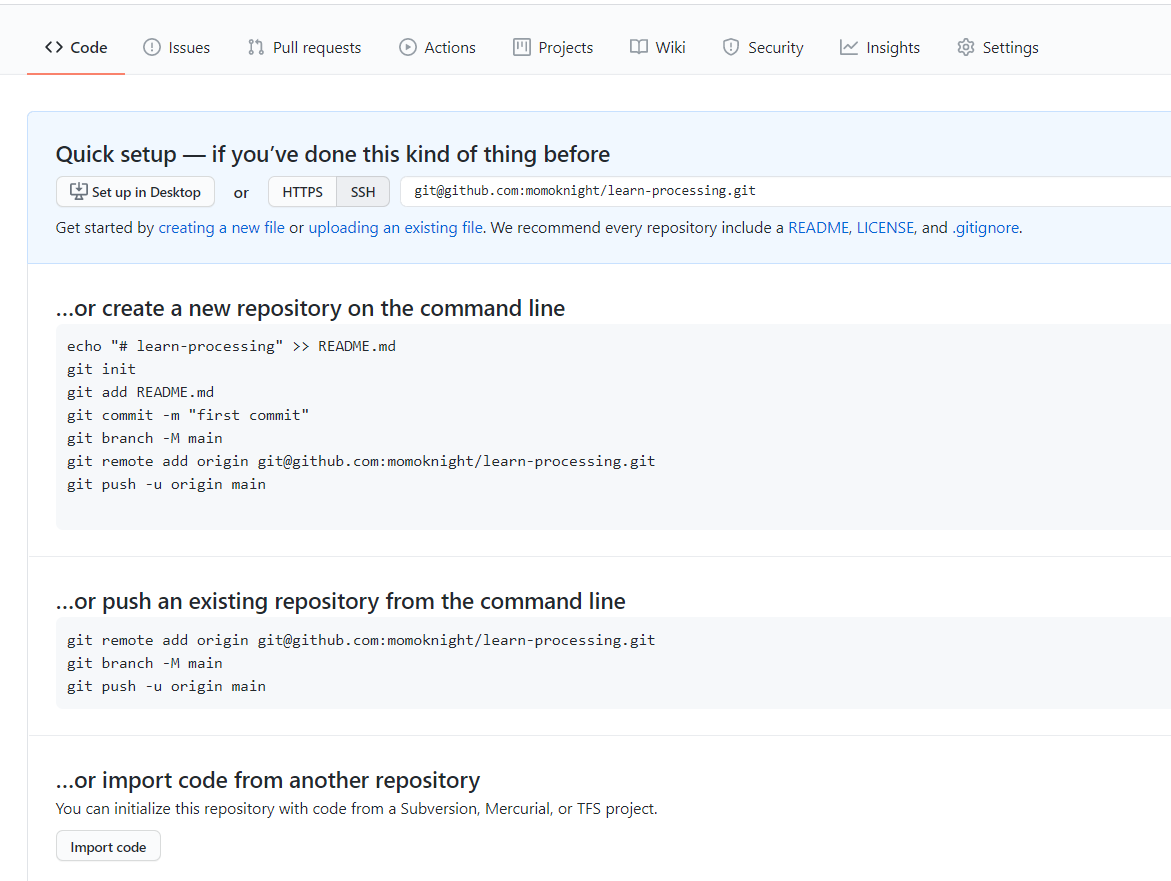 Code Issues Pull requests Actions Projects Wiki Security Insights Settings
Quick setup — if you’ve done this kind of thing before
Set up in Desktop or HTTPS SSH git@github.com:momoknight/learn-processing.git
Get started by creating a new file or uploading an existing file. We recommend every repository include a README, LICENSE, and .gitignore.
…or create a new repository on the command line
echo "# learn-processing" >> README.md
git init
git add README.md
git commit -m "first commit"
git branch -M main
git remote add origin git@github.com:momoknight/learn-processing.git
git push -u origin main
…or push an existing repository from the command line
git remote add origin git@github.com:momoknight/learn-processing.git
git branch -M main
git push -u origin main
…or import code from another repository
You can initialize this repository with code from a Subversion, Mercurial, or TFS project.
Import code